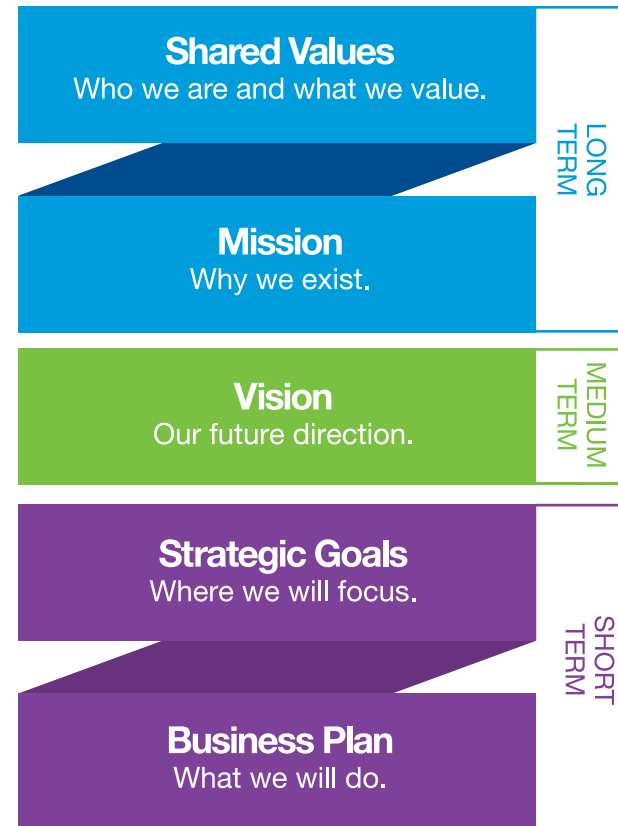 Shared Values
Who we are and what we value.
LONG
TERM
Mission
Why we exist.
Vision
Our future direction.
MEDIUM
TERM
Strategic Goals
Where we will focus.
SHORT
TERM
Business Plan
What we will do.